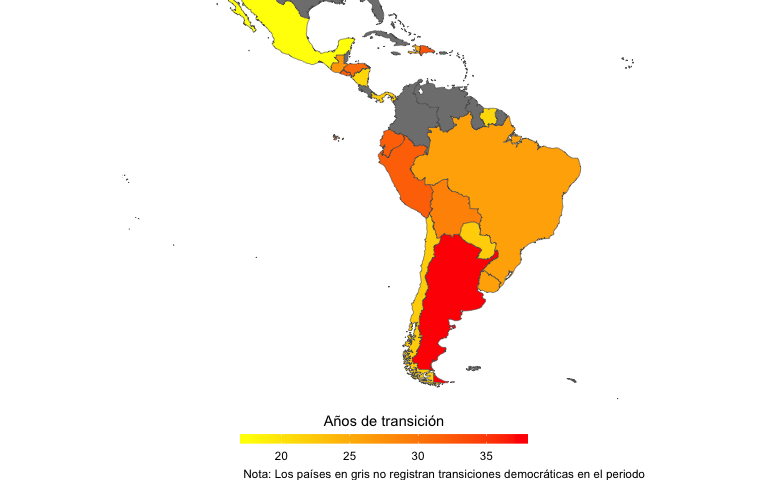 Años de transición
20 25 30 35
Nota: Los países en gris no registran transiciones democráticas en el periodo